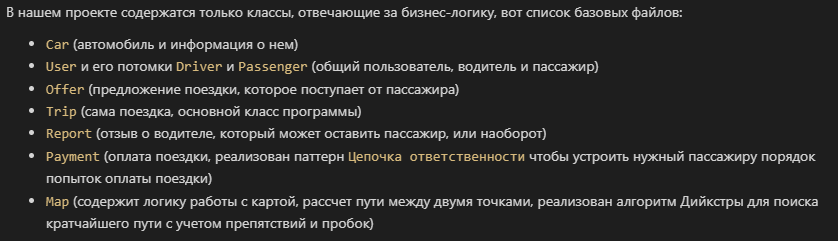 В нашем проекте содержатся только классы, отвечающие за бизнес-логику, вот список базовых файлов:
• Car (автомобиль и информация о нем)
• User и его потомки Driver и Passenger (общий пользователь, водитель и пассажир)
• Offer (предложение поездки, которое поступает от пассажира)
• Trip (сама поездка, основной класс программы)
• Report (отзыв о водителе, который может оставить пассажир, или наоборот)
• Payment (оплата поездки, реализован паттерн Цепочка ответственности чтобы устроить нужный пассажиру порядок
попыток оплаты поездки)
• Map (содержит логику работы с картой, рассчет пути между двумя точками, реализован алгоритм Дийкстры для поиска
кратчайшего пути с учетом препятствий и пробок)